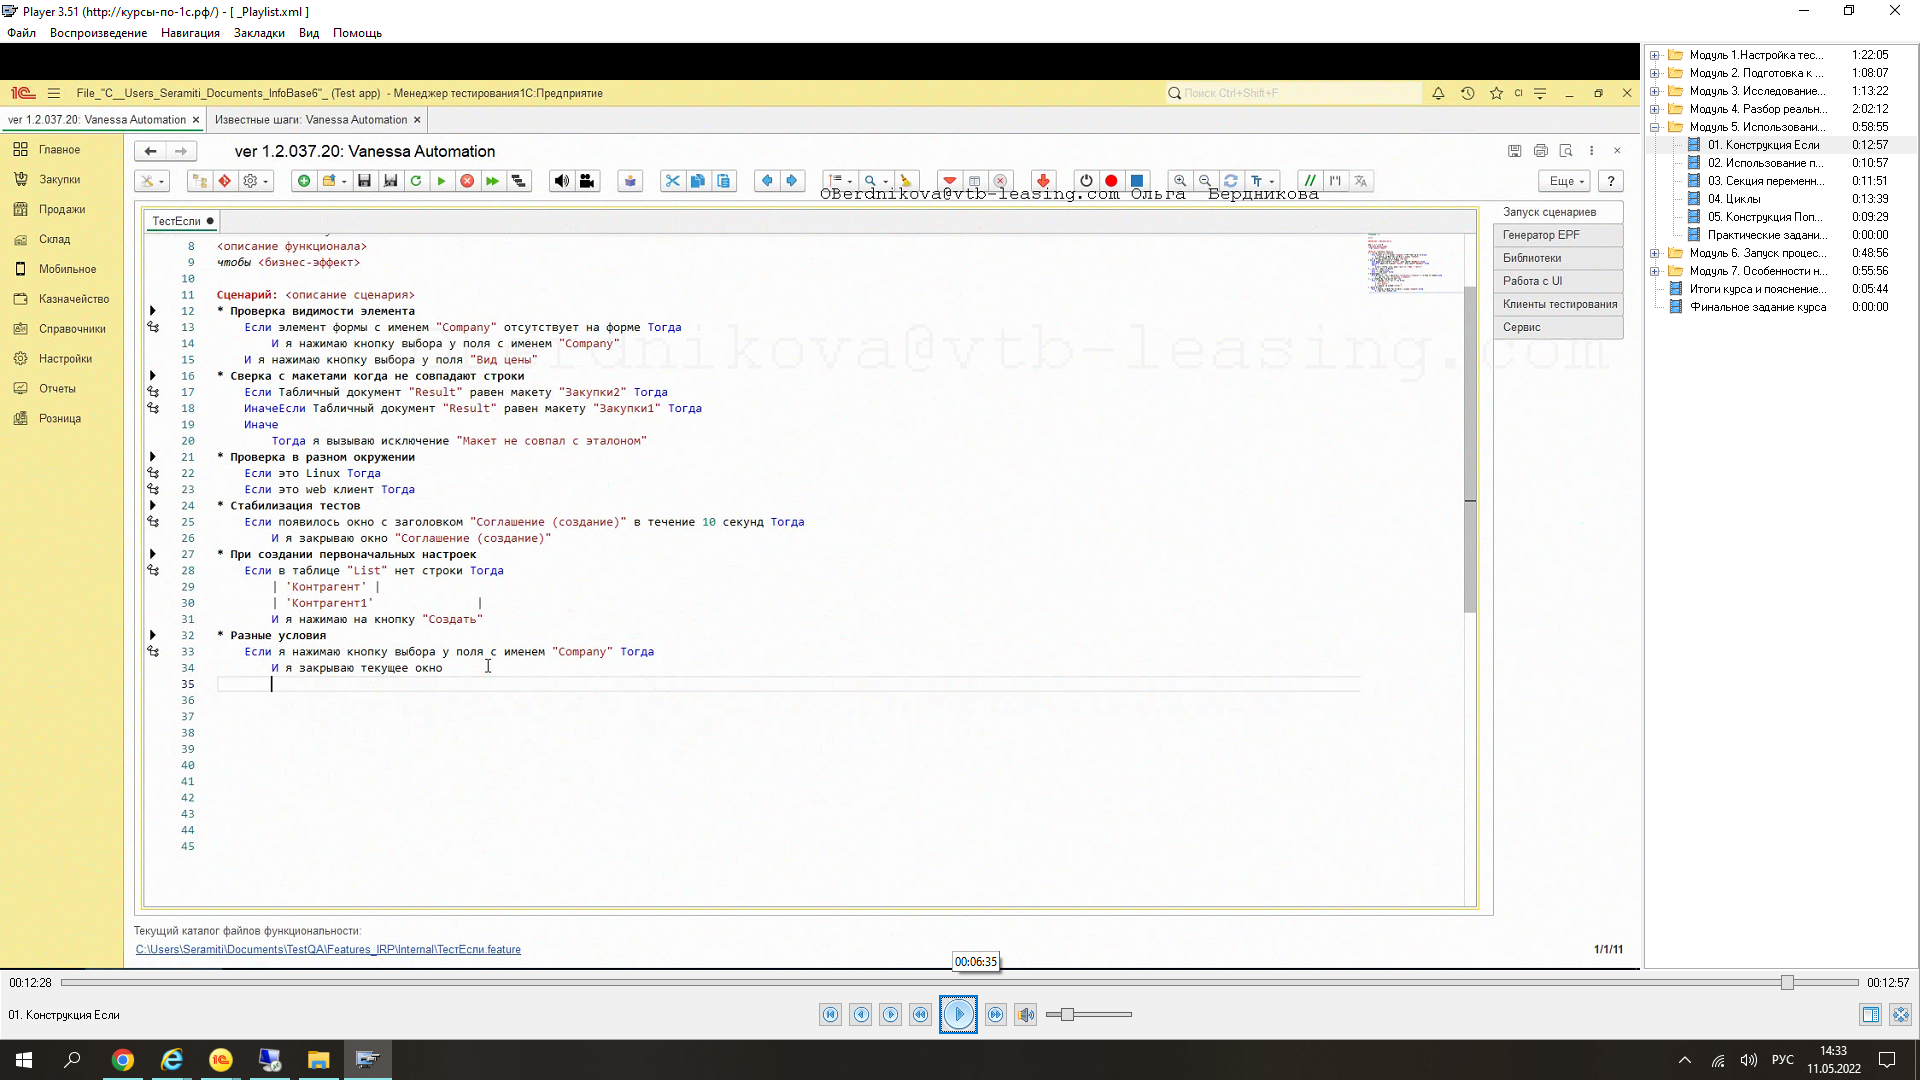 Player 3.51 (http://курсы-по-1с.рф/) - [ _Playlist.xml ]
Файл Воспроизведение Навигация Закладки Вид Помощь
File_"C__Users_Seramiti_Documents_InfoBase6"_ (Test app) - Менеджер тестирования1С:Предприятие
Поиск Ctrl+Shift+F
ver 1.2.037.20: Vanessa Automation
Известные шаги: Vanessa Automation
Главное
Закупки
Продажи
Склад
Мобильное
Казначейство
Справочники
Настройки
Отчеты
Розница
ver 1.2.037.20: Vanessa Automation
Еще
?
OBerdnikova@vtb-leasing.com Ольга Бердникова
ТестЕсли
8 <описание функционала>
9 чтобы <бизнес-эффект>
10
11 Сценарий: <описание сценария>
12 * Проверка видимости элемента
13 Если элемент формы с именем "Company" отсутствует на форме Тогда
14 И я нажимаю кнопку выбора у поля с именем "Company"
15 И я нажимаю кнопку выбора у поля "Вид цены"
16 * Сверка с макетами когда не совпадают строки
17 Если Табличный документ "Result" равен макету "Закупки2" Тогда
18 ИначеЕсли Табличный документ "Result" равен макету "Закупки1" Тогда
19 Иначе
20 Тогда я вызываю исключение "Макет не совпал с эталоном"
21 * Проверка в разном окружении
22 Если это Linux Тогда
23 Если это web клиент Тогда
24 * Стабилизация тестов
25 Если появилось окно с заголовком "Соглашение (создание)" в течение 10 секунд Тогда
26 И я закрываю окно "Соглашение (создание)"
27 * При создании первоначальных настроек
28 Если в таблице "List" нет строки Тогда
29 | 'Контрагент' |
30 | 'Контрагент1' |
31 И я нажимаю на кнопку "Создать"
32 * Разные условия
33 Если я нажимаю кнопку выбора у поля с именем "Company" Тогда
34 И я закрываю текущее окно
35
36
37
38
39
40
41
42
43
44
45
rdnikova@vtb-leasing.com
Запуск сценариев
Генератор EPF
Библиотеки
Работа с UI
Клиенты тестирования
Сервис
Текущий каталог файлов функциональности:
C:\Users\Seramiti\Documents\TestQA\Features_IRP\Internal\ТестЕсли.feature
1/1/11
Модуль 1.Настройка тес... 1:22:05
Модуль 2. Подготовка к ... 1:08:07
Модуль 3. Исследование... 1:13:22
Модуль 4. Разбор реальн... 2:02:12
Модуль 5. Использовани... 0:58:55
01. Конструкция Если 0:12:57
02. Использование п... 0:10:57
03. Секция переменн... 0:11:51
04. Циклы 0:13:39
05. Конструкция Поп... 0:09:29
Практические задани... 0:00:00
Модуль 6. Запуск процес... 0:48:56
Модуль 7. Особенности н... 0:55:56
Итоги курса и пояснение... 0:05:44
Финальное задание курса 0:00:00
00:06:35
00:12:28
00:12:57
01. Конструкция Если
РУС
14:33
11.05.2022